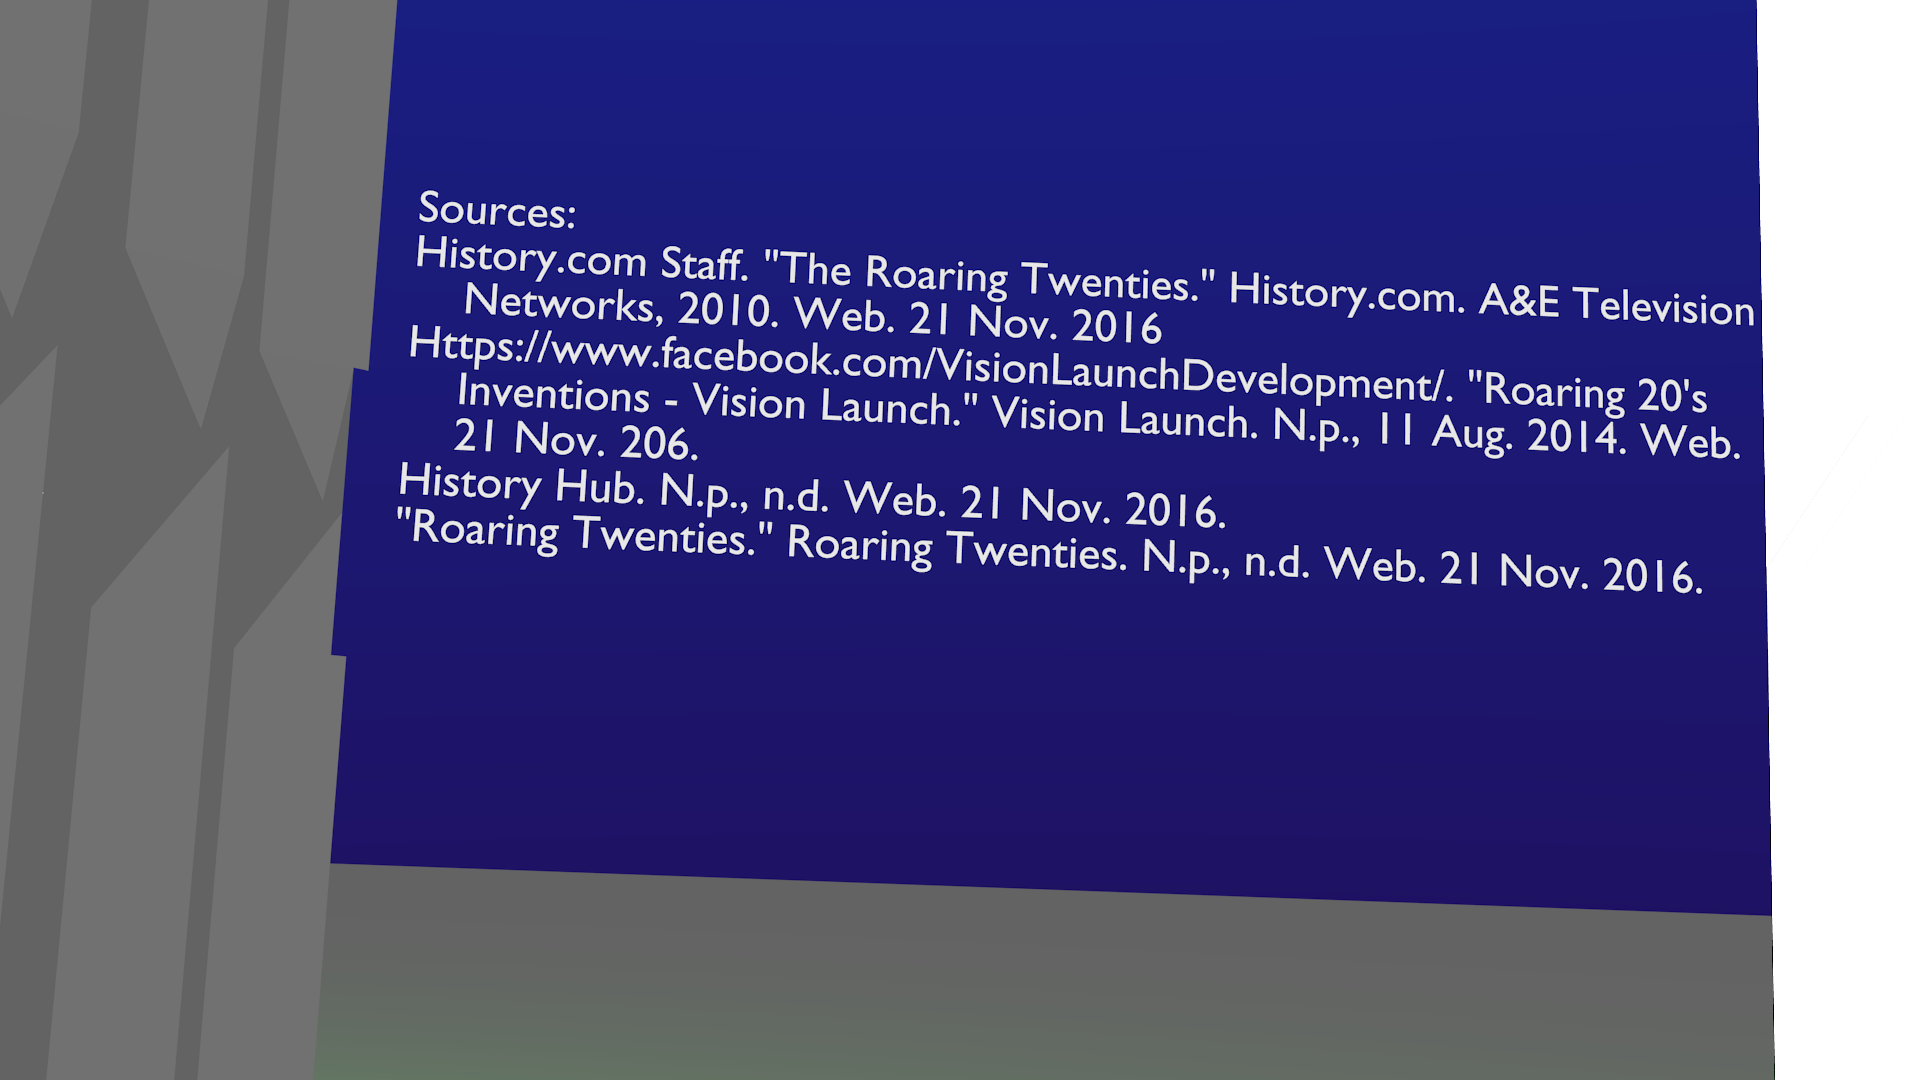 Sources:
History.com Staff. "The Roaring Twenties." History.com. A&E Television
Networks, 2010. Web. 21 Nov. 2016
Https://www.facebook.com/VisionLaunchDevelopment/. "Roaring 20's
Inventions - Vision Launch." Vision Launch. N.p., 11 Aug. 2014. Web.
21 Nov. 206.
History Hub. N.p., n.d. Web. 21 Nov. 2016.
"Roaring Twenties." Roaring Twenties. N.p., n.d. Web. 21 Nov. 2016.